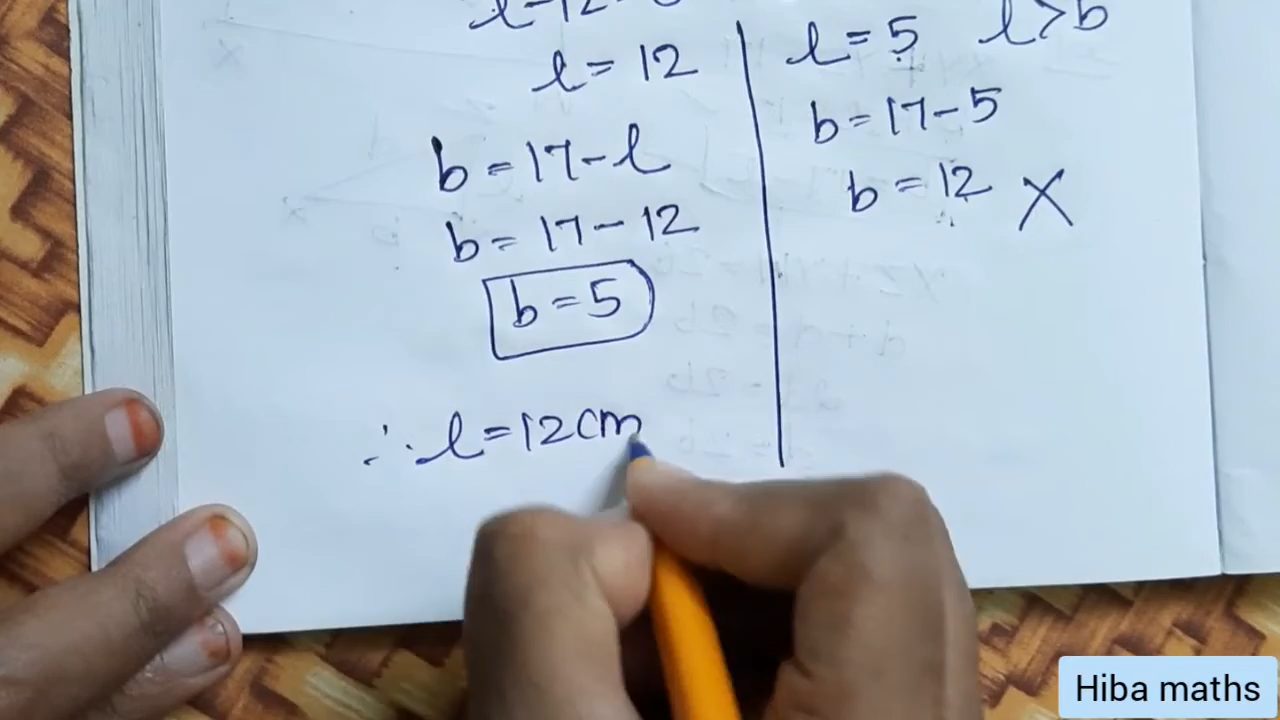 l = 12
b = 17 - l
b = 17 - 12
b = 5
∴ l = 12cm
l = 5 l > b
b = 17 - 5
b = 12 X
Hiba maths